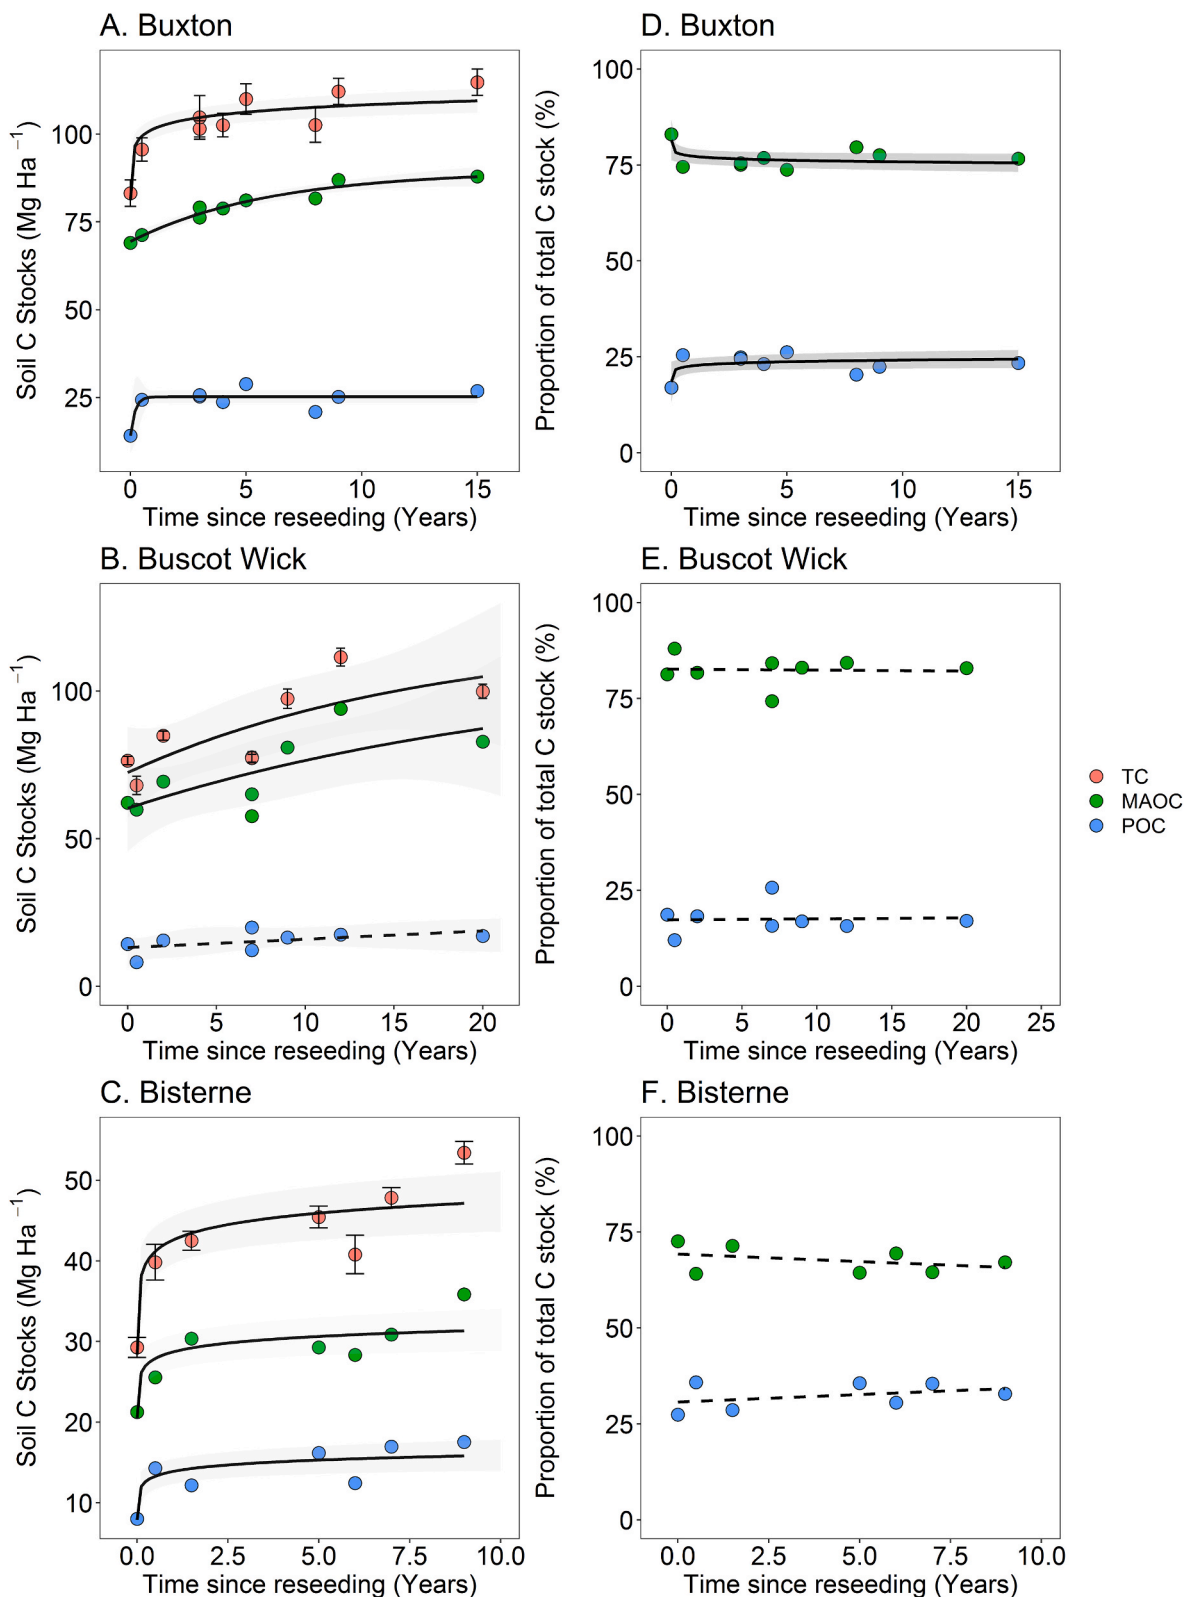 A. Buxton
Soil C Stocks (Mg Ha⁻¹)
100
75
50
25
0 5 10 15
Time since reseeding (Years)
D. Buxton
Proportion of total C stock (%)
100
75
50
25
0
0 5 10 15
Time since reseeding (Years)
B. Buscot Wick
Soil C Stocks (Mg Ha⁻¹)
100
50
0
0 5 10 15 20
Time since reseeding (Years)
E. Buscot Wick
Proportion of total C stock (%)
100
75
50
25
0
0 5 10 15 20 25
Time since reseeding (Years)
TC
MAOC
POC
C. Bisterne
Soil C Stocks (Mg Ha⁻¹)
50
40
30
20
10
0.0 2.5 5.0 7.5 10.0
Time since reseeding (Years)
F. Bisterne
Proportion of total C stock (%)
100
75
50
25
0
0.0 2.5 5.0 7.5 10.0
Time since reseeding (Years)